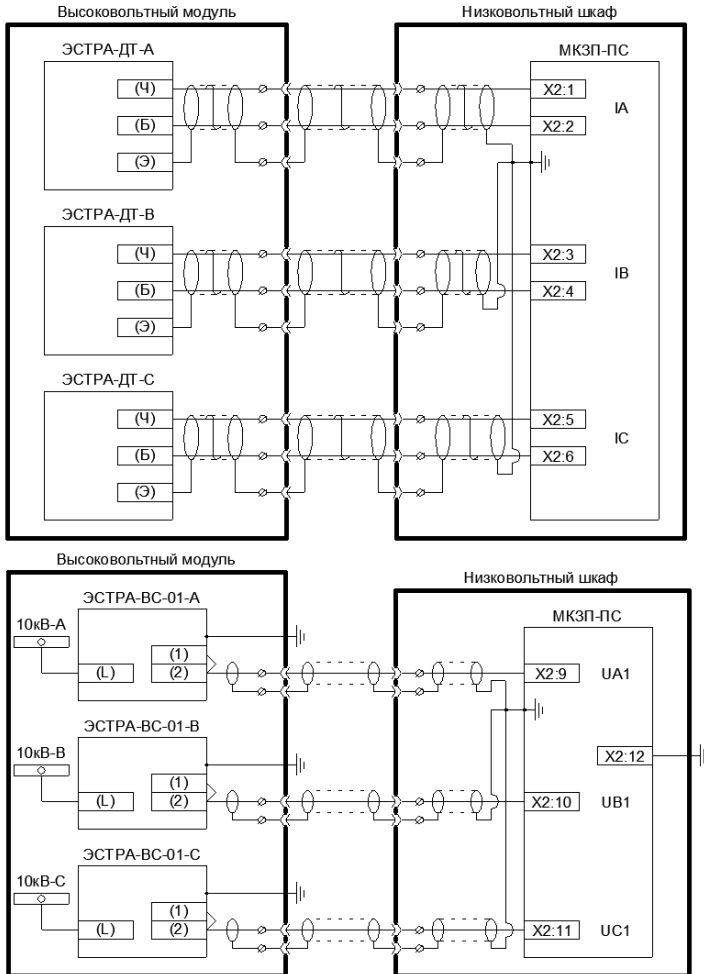 Высоковольтный модуль
Низковольтный шкаф
ЭСТРА-ДТ-А
МКЗП-ПС
(Ч)
X2:1
IA
(Б)
X2:2
(Э)
ЭСТРА-ДТ-В
(Ч)
X2:3
IB
(Б)
X2:4
(Э)
ЭСТРА-ДТ-С
(Ч)
X2:5
IC
(Б)
X2:6
(Э)
Высоковольтный модуль
Низковольтный шкаф
ЭСТРА-ВС-01-А
МКЗП-ПС
10кВ-А
(1)
(L)
(2)
X2:9
UA1
ЭСТРА-ВС-01-В
10кВ-В
X2:12
(1)
(L)
(2)
X2:10
UB1
ЭСТРА-ВС-01-С
10кВ-С
(1)
(L)
(2)
X2:11
UC1